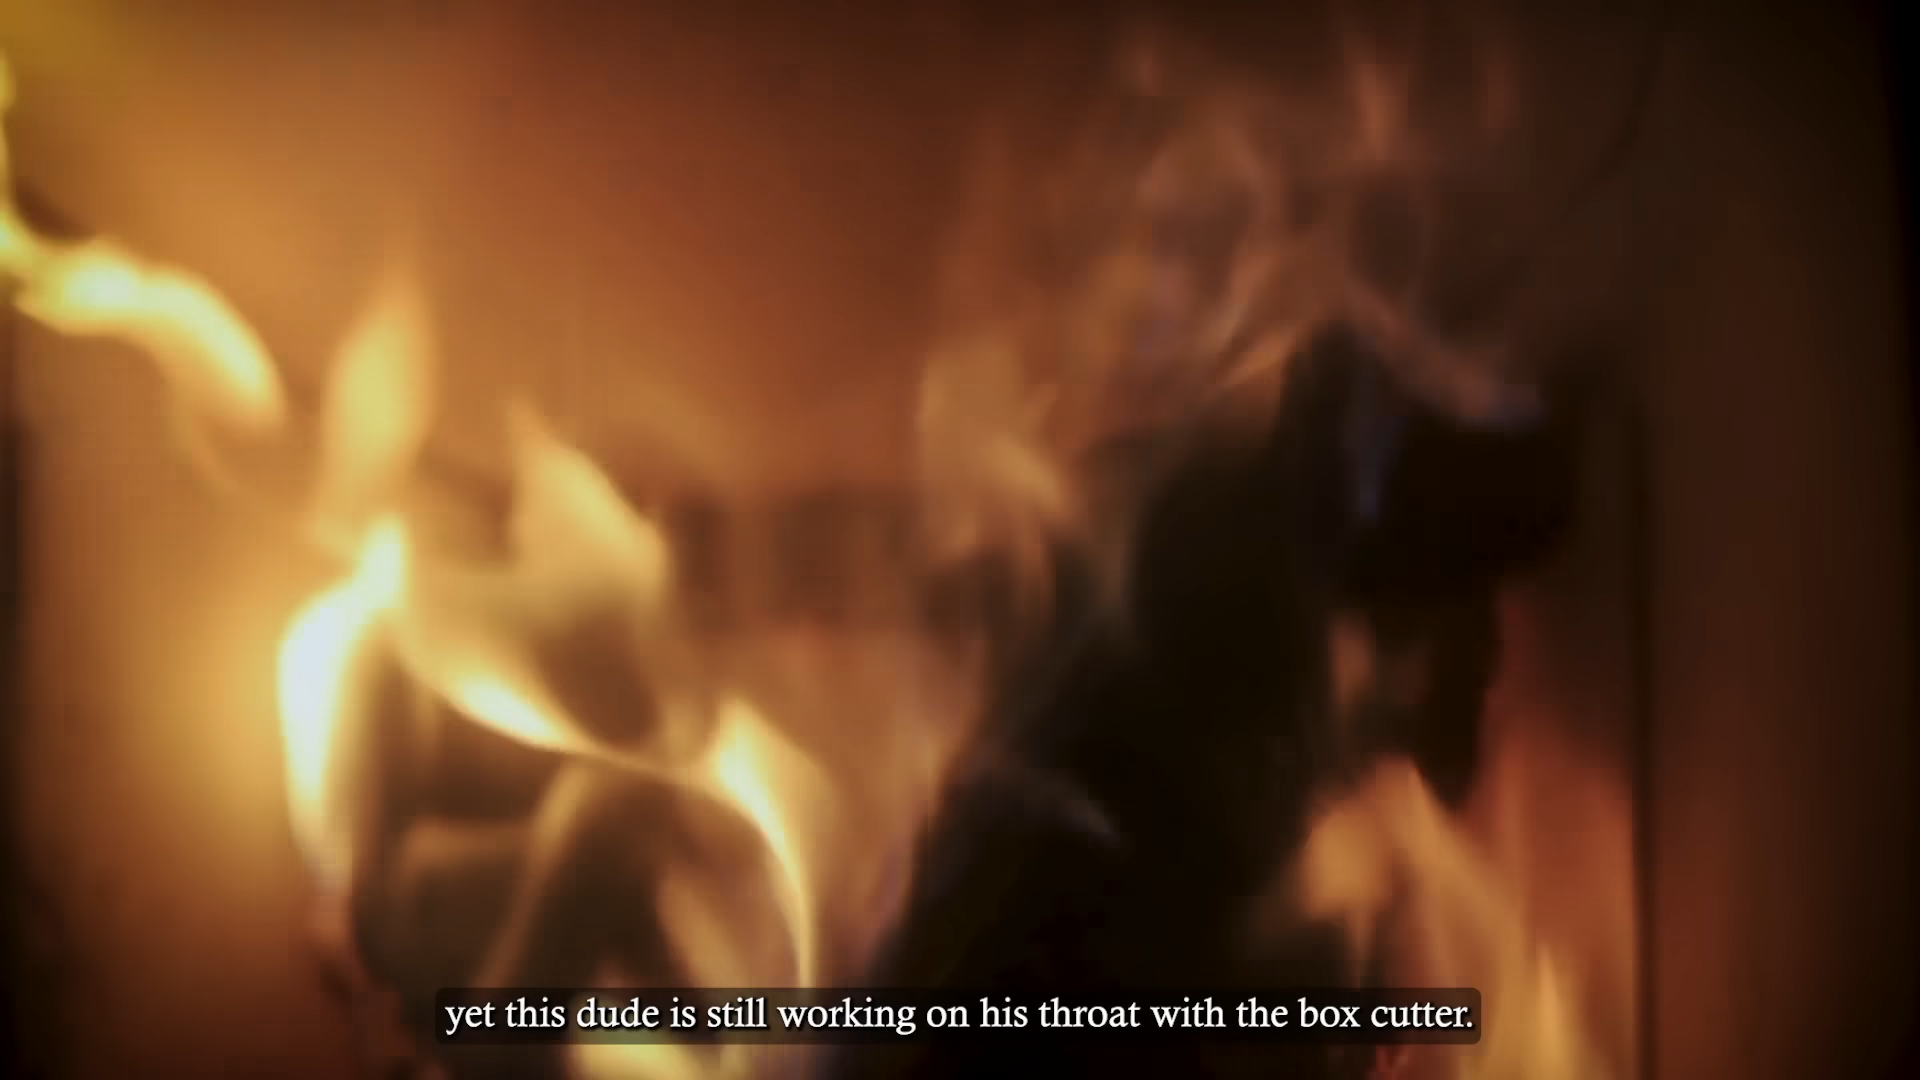 yet this dude is still working on his throat with the box cutter.